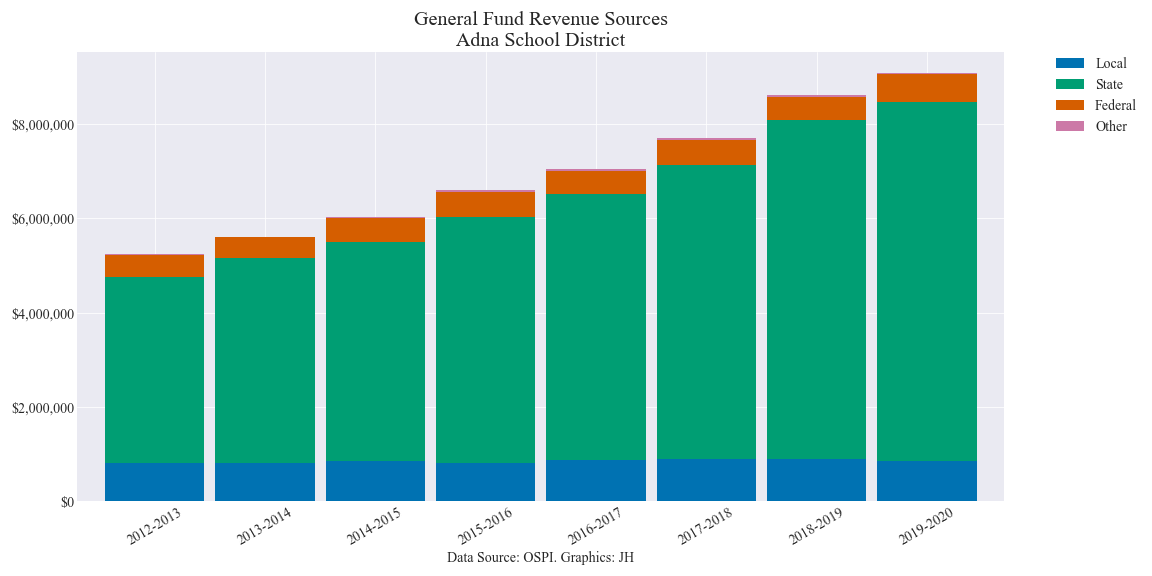 General Fund Revenue Sources
Adna School District
Local
State
Federal
Other
$8,000,000
$6,000,000
$4,000,000
$2,000,000
$0
2012-2013
2013-2014
2014-2015
2015-2016
2016-2017
2017-2018
2018-2019
2019-2020
Data Source: OSPI. Graphics: JH